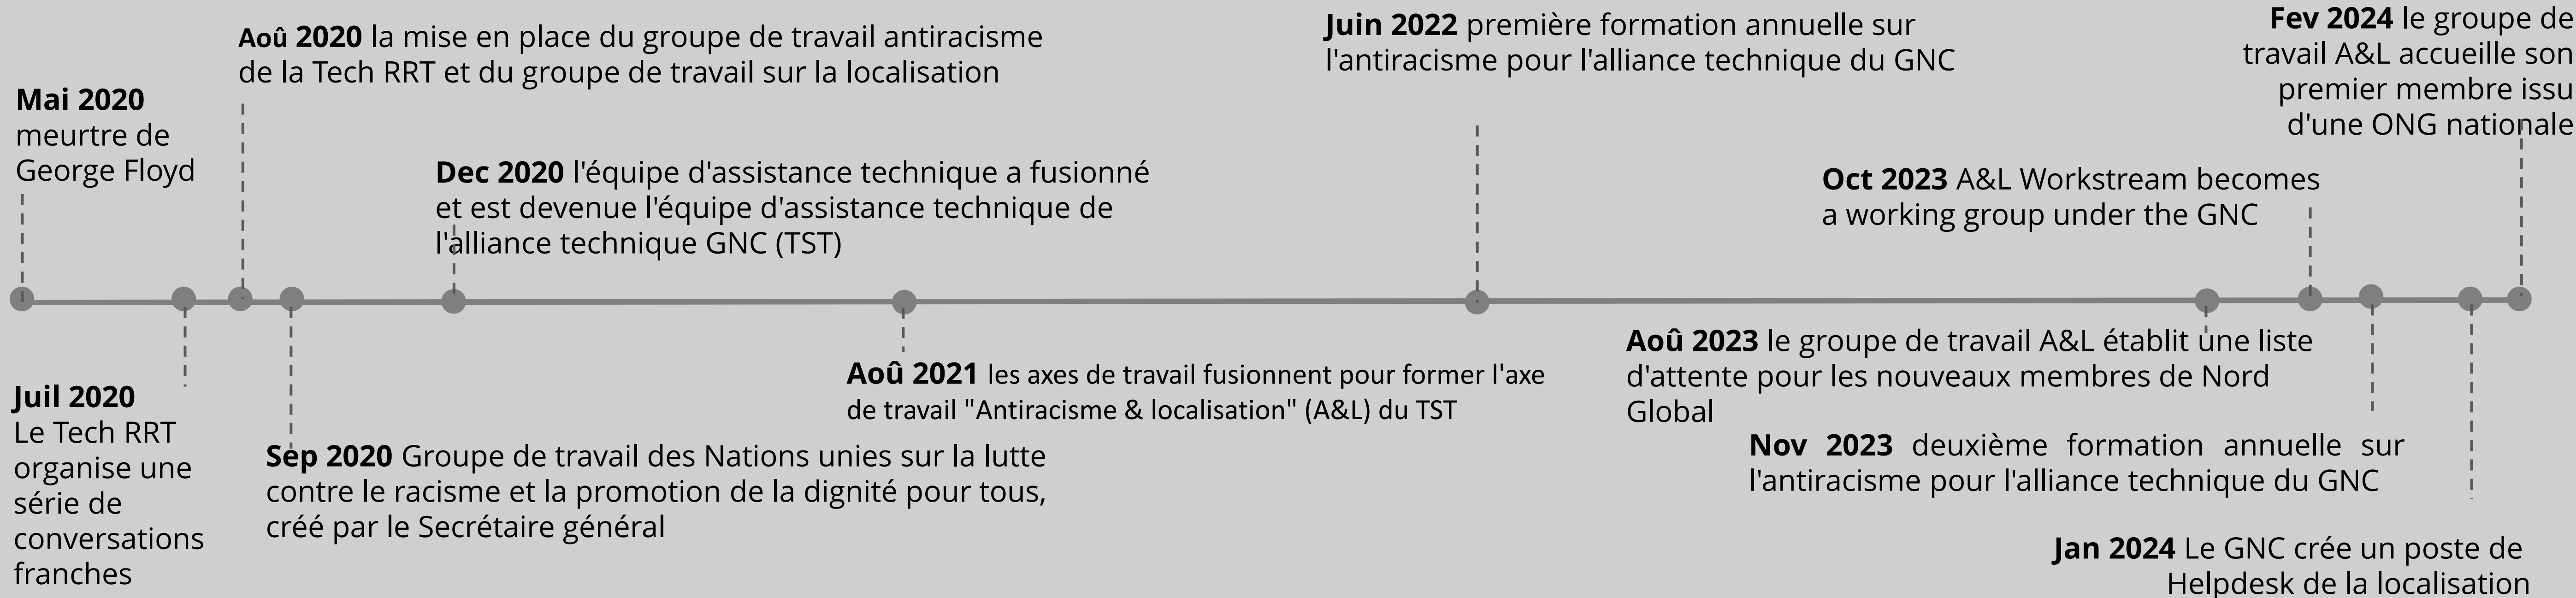 Mai 2020
meurtre de
George Floyd
Juil 2020
Le Tech RRT
organise une
série de
conversations
franches
Aoû 2020 la mise en place du groupe de travail antiracisme
de la Tech RRT et du groupe de travail sur la localisation
Sep 2020 Groupe de travail des Nations unies sur la lutte
contre le racisme et la promotion de la dignité pour tous,
créé par le Secrétaire général
Dec 2020 l'équipe d'assistance technique a fusionné
et est devenue l'équipe d'assistance technique de
l'alliance technique GNC (TST)
Aoû 2021 les axes de travail fusionnent pour former l'axe
de travail "Antiracisme & localisation" (A&L) du TST
Juin 2022 première formation annuelle sur
l'antiracisme pour l'alliance technique du GNC
Aoû 2023 le groupe de travail A&L établit une liste
d'attente pour les nouveaux membres de Nord
Global
Oct 2023 A&L Workstream becomes
a working group under the GNC
Nov 2023 deuxième formation annuelle sur
l'antiracisme pour l'alliance technique du GNC
Jan 2024 Le GNC crée un poste de
Helpdesk de la localisation
Fev 2024 le groupe de
travail A&L accueille son
premier membre issu
d'une ONG nationale